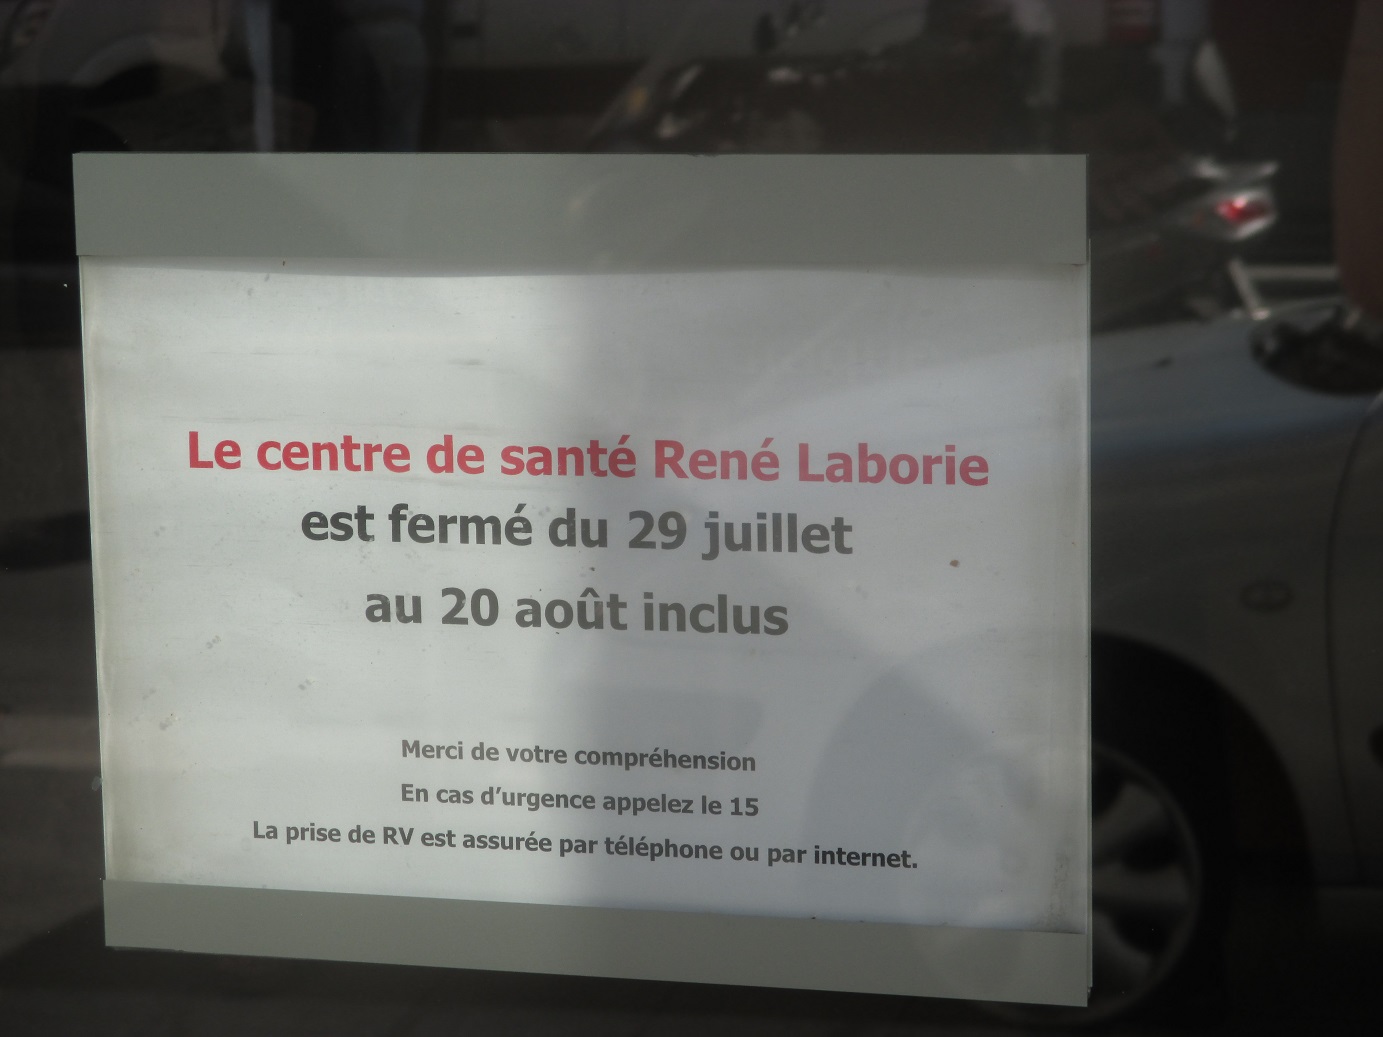 Le centre de santé René Laborie
est fermé du 29 juillet
au 20 août inclus
Merci de votre compréhension
En cas d'urgence appelez le 15
La prise de RV est assurée par téléphone ou par internet.